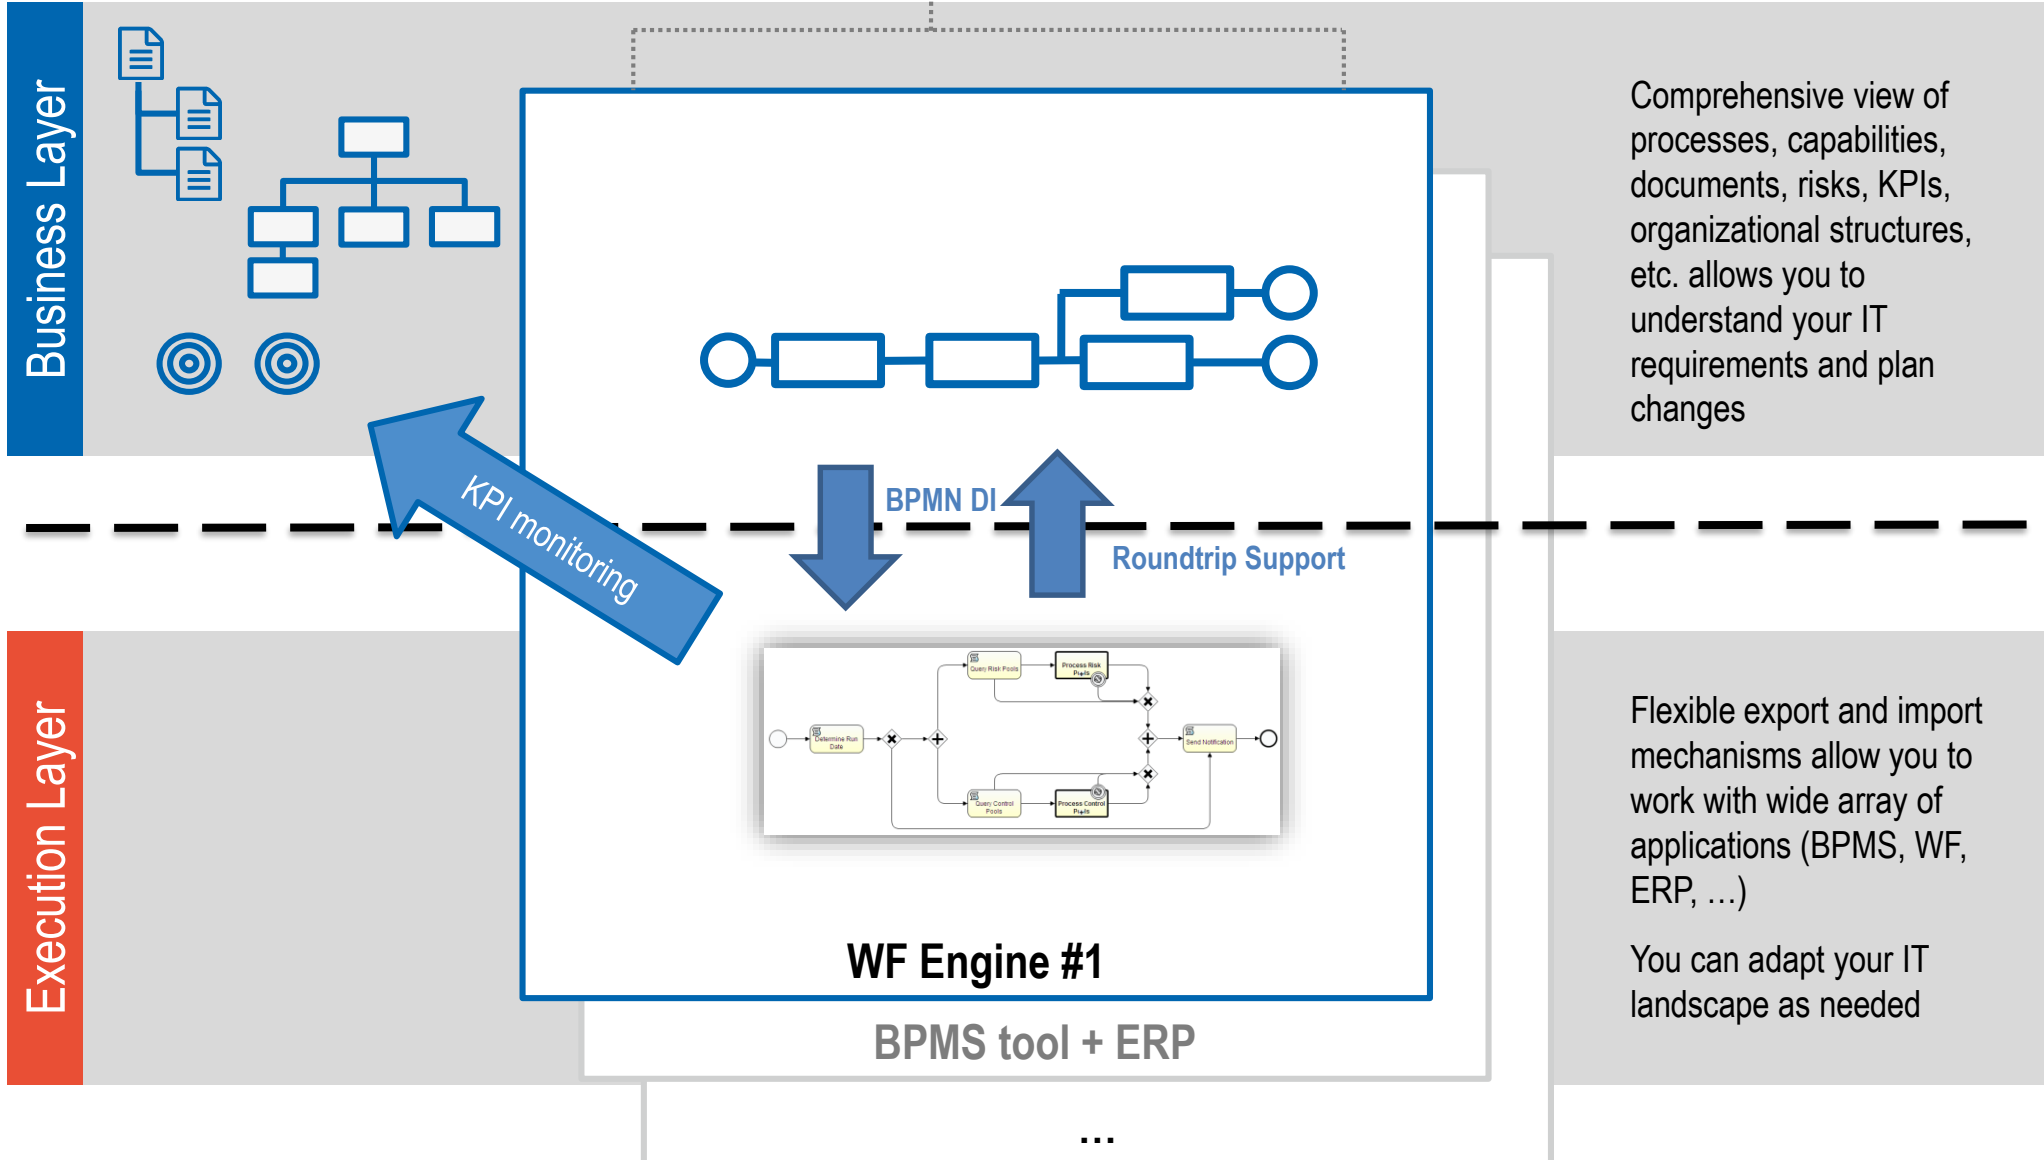 Business Layer
Comprehensive view of
processes, capabilities,
documents, risks, KPIs,
organizational structures,
etc. allows you to
understand your IT
requirements and plan
changes
KPI monitoring
BPMN DI
Roundtrip Support
Execution Layer
Query Risk Pools
Process Risk
Determine Run
Date
Send Notification
Query Control
Pools
Process Control
Flexible export and import
mechanisms allow you to
work with wide array of
applications (BPMS, WF,
ERP, …)
You can adapt your IT
landscape as needed
WF Engine #1
BPMS tool + ERP
…